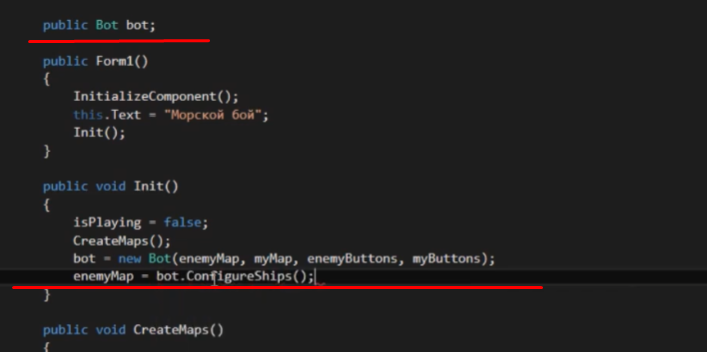 public Bot bot;
public Form1()
{
InitializeComponent();
this.Text = "Морской бой";
Init();
}
public void Init()
{
isPlaying = false;
CreateMaps();
bot = new Bot(enemyMap, myMap, enemyButtons, myButtons);
enemyMap = bot.ConfigureShips();
}
public void CreateMaps()
{